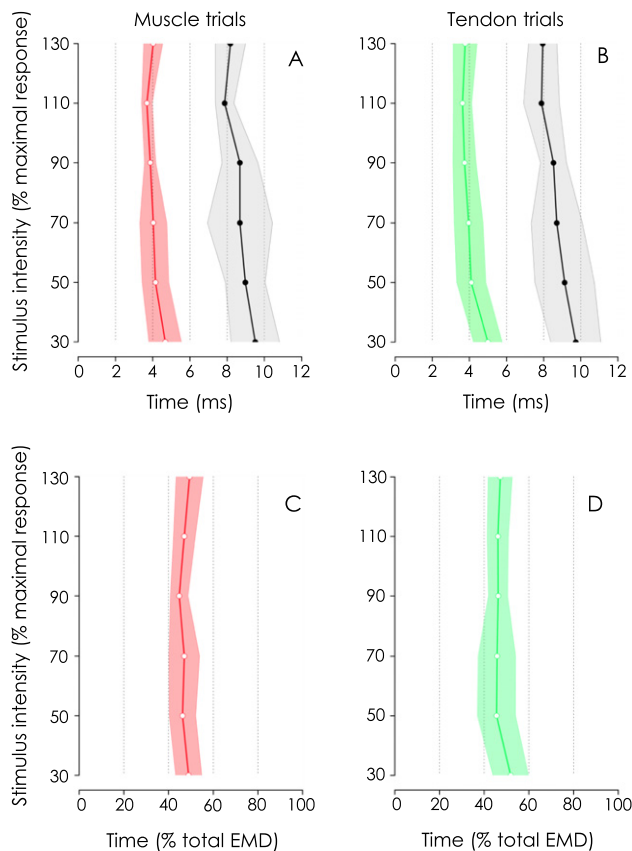 Muscle trials
Tendon trials
Stimulus intensity (% maximal response)
130
110
90
70
50
30
A
0 2 4 6 8 10 12
Time (ms)
130
110
90
70
50
30
B
0 2 4 6 8 10 12
Time (ms)
Stimulus intensity (% maximal response)
130
110
90
70
50
30
C
0 20 40 60 80 100
Time (% total EMD)
130
110
90
70
50
30
D
0 20 40 60 80 100
Time (% total EMD)